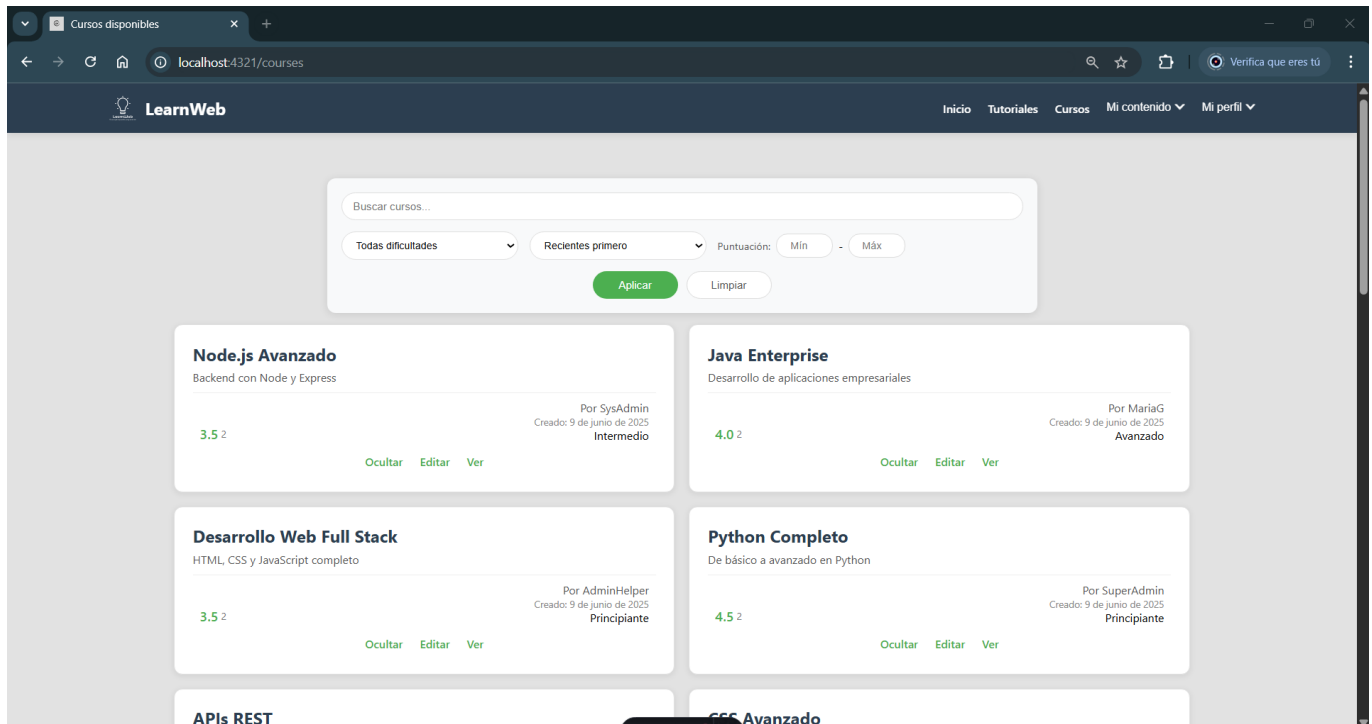 Cursos disponibles
localhost:4321/courses
Verifica que eres tú
LearnWeb
Inicio Tutoriales Cursos Mi contenido Mi perfil
Buscar cursos...
Todas dificultades Recientes primero Puntuación: Mín - Máx
Aplicar Limpiar
Node.js Avanzado
Backend con Node y Express
Por SysAdmin
Creado: 9 de junio de 2025
3.5 2
Intermedio
Ocultar Editar Ver
Java Enterprise
Desarrollo de aplicaciones empresariales
Por MariaG
Creado: 9 de junio de 2025
4.0 2
Avanzado
Ocultar Editar Ver
Desarrollo Web Full Stack
HTML, CSS y JavaScript completo
Por AdminHelper
Creado: 9 de junio de 2025
3.5 2
Principiante
Ocultar Editar Ver
Python Completo
De básico a avanzado en Python
Por SuperAdmin
Creado: 9 de junio de 2025
4.5 2
Principiante
Ocultar Editar Ver
APIs REST
CSS Avanzado